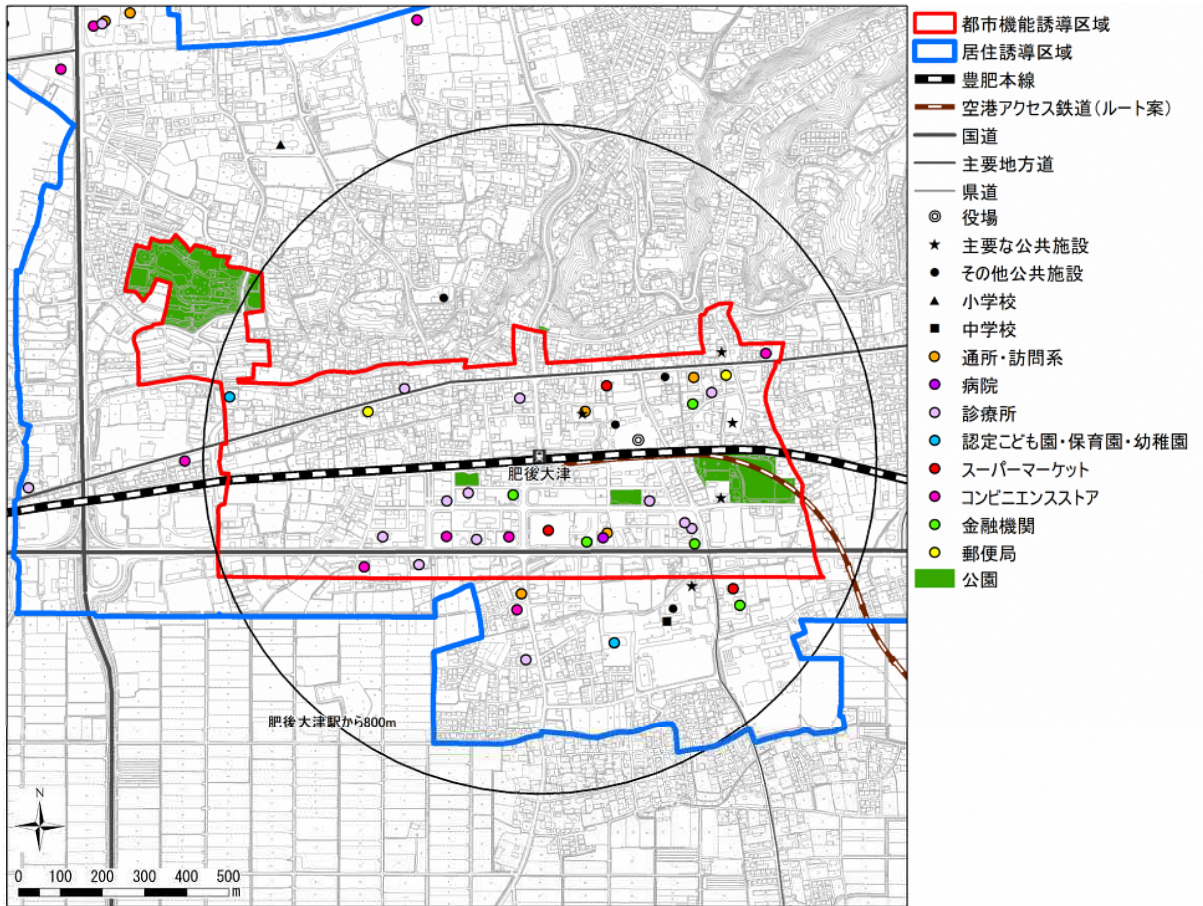 都市機能誘導区域
居住誘導区域
豊肥本線
空港アクセス鉄道（ルート案）
国道
主要地方道
県道
役場
主要な公共施設
その他公共施設
小学校
中学校
通所・訪問系
病院
診療所
認定こども園・保育園・幼稚園
スーパーマーケット
コンビニエンスストア
金融機関
郵便局
公園
肥後大津
肥後大津駅から800m
N
0 100 200 300 400 500
m